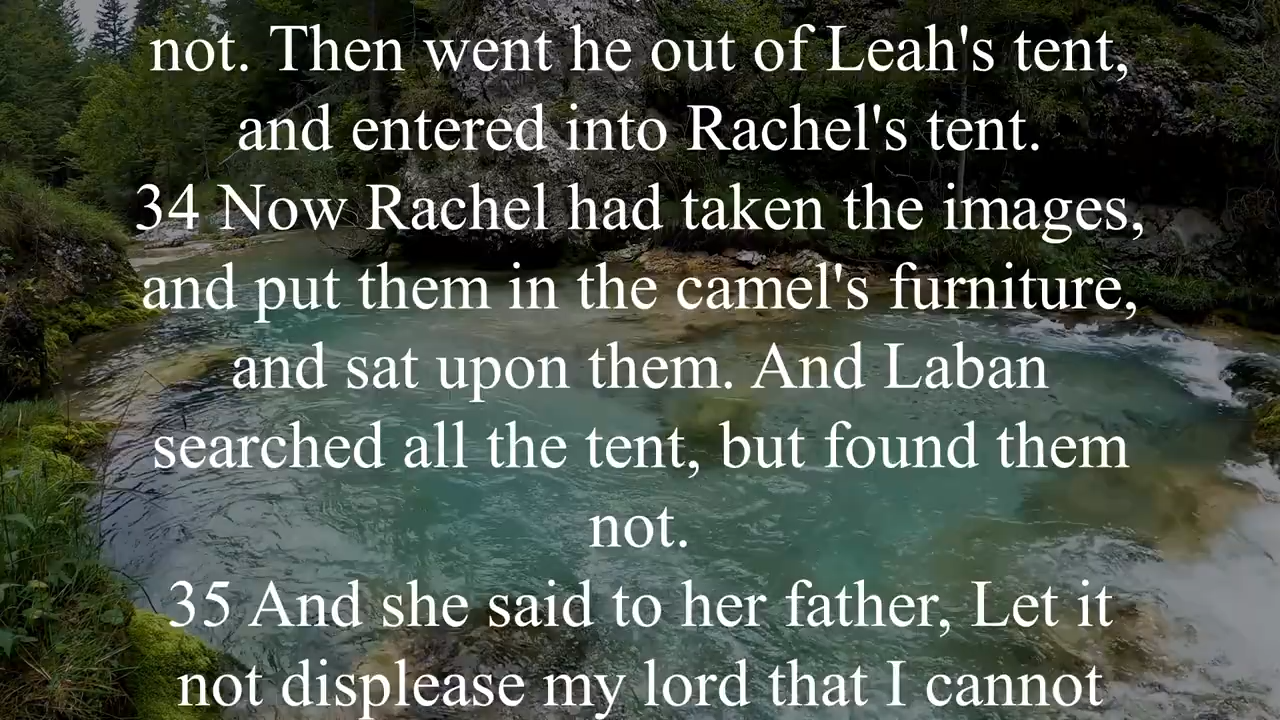 not. Then went he out of Leah's tent,
and entered into Rachel's tent.
34 Now Rachel had taken the images,
and put them in the camel's furniture,
and sat upon them. And Laban
searched all the tent, but found them
not.
35 And she said to her father, Let it
not displease my lord that I cannot